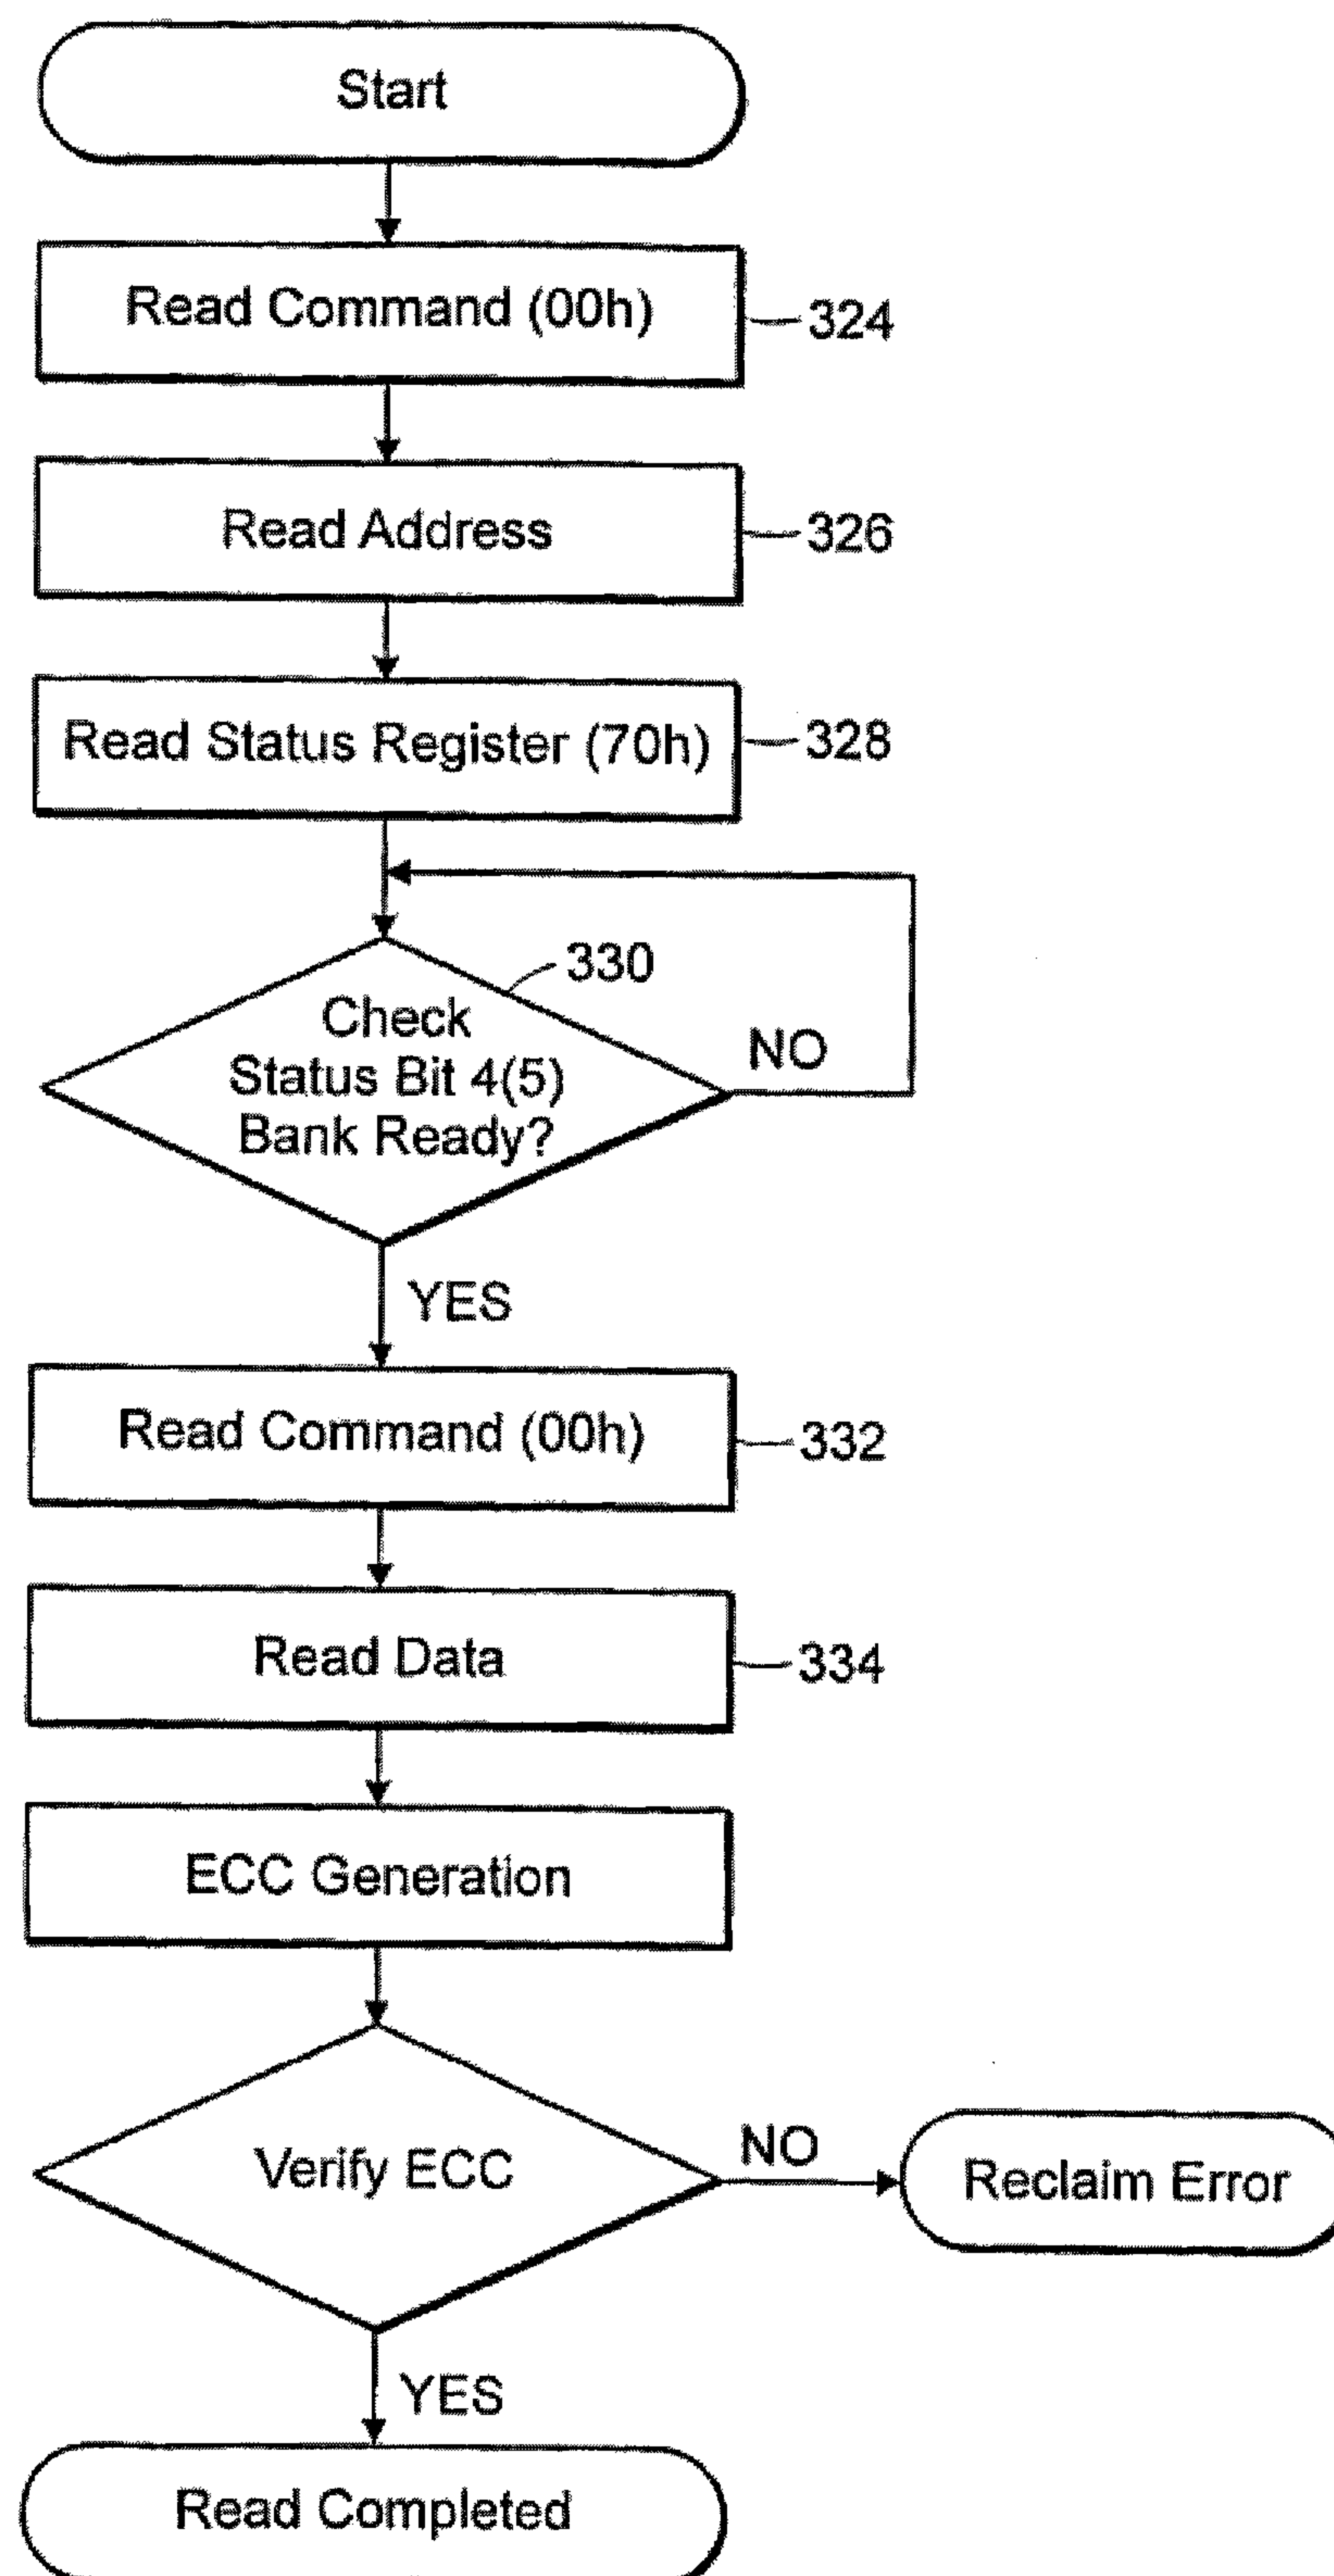 Start
Read Command (00h)
324
Read Address
326
Read Status Register (70h)
328
330
Check
Status Bit 4(5)
Bank Ready?
NO
YES
Read Command (00h)
332
Read Data
334
ECC Generation
Verify ECC
NO
Reclaim Error
YES
Read Completed